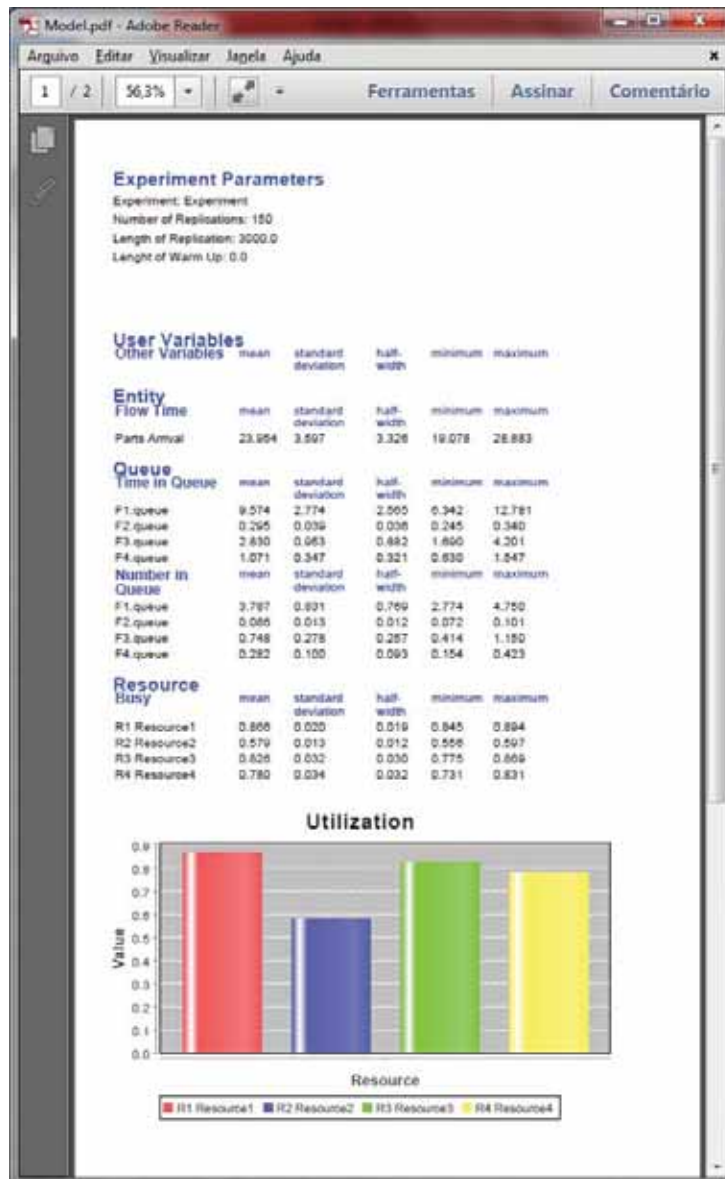 Model.pdf - Adobe Reader
Arquivo Editar Visualizar Janela Ajuda
1 / 2 56,3% Ferramentas Assinar Comentário
Experiment Parameters
Experiment: Experiment
Number of Replications: 150
Length of Replication: 3000.0
Lenght of Warm Up: 0.0
User Variables
Other Variables mean standard deviation half-width minimum maximum
Entity
Flow Time mean standard deviation half-width minimum maximum
Parts Arrival 23.954 3.597 3.326 19.078 28.883
Queue
Time in Queue mean standard deviation half-width minimum maximum
F1.queue 9.574 2.774 2.565 6.342 12.781
F2.queue 0.295 0.039 0.036 0.245 0.340
F3.queue 2.830 0.953 0.882 1.690 4.201
F4.queue 1.071 0.347 0.321 0.630 1.547
Number in Queue mean standard deviation half-width minimum maximum
F1.queue 3.787 0.831 0.769 2.774 4.750
F2.queue 0.086 0.013 0.012 0.072 0.101
F3.queue 0.748 0.278 0.257 0.414 1.150
F4.queue 0.282 0.100 0.093 0.154 0.423
Resource
Busy mean standard deviation half-width minimum maximum
R1 Resource1 0.866 0.020 0.019 0.845 0.894
R2 Resource2 0.579 0.013 0.012 0.556 0.597
R3 Resource3 0.826 0.032 0.030 0.775 0.869
R4 Resource4 0.780 0.034 0.032 0.731 0.831
Utilization
0.9
0.8
0.7
0.6
0.5
0.4
0.3
0.2
0.1
0.0
Value
Resource
R1 Resource1 R2 Resource2 R3 Resource3 R4 Resource4